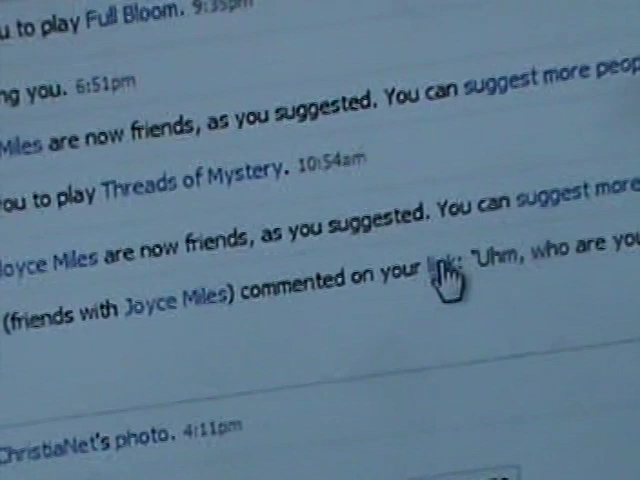 u to play Full Bloom. 9:35pm
ng you. 6:51pm
Miles are now friends, as you suggested. You can suggest more peop
ou to play Threads of Mystery. 10:54am
Joyce Miles are now friends, as you suggested. You can suggest more
(friends with Joyce Miles) commented on your link: "Uhm, who are you
ChristiaNet's photo. 4:11pm